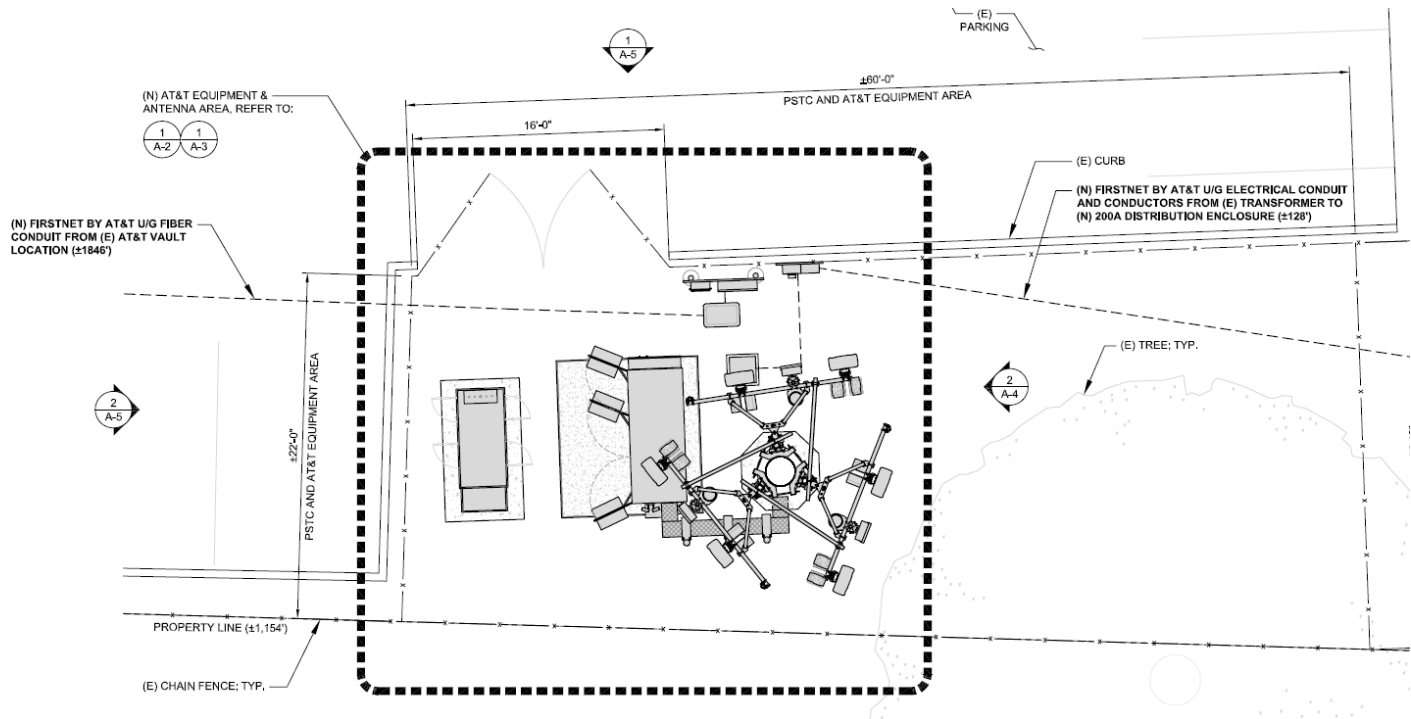 (E)
PARKING
1
A-5
±60'-0"
PSTC AND AT&T EQUIPMENT AREA
(N) AT&T EQUIPMENT &
ANTENNA AREA, REFER TO:
1
A-2
1
A-3
16'-0"
(E) CURB
(N) FIRSTNET BY AT&T U/G ELECTRICAL CONDUIT
AND CONDUCTORS FROM (E) TRANSFORMER TO
(N) 200A DISTRIBUTION ENCLOSURE (±128')
(N) FIRSTNET BY AT&T U/G FIBER
CONDUIT FROM (E) AT&T VAULT
LOCATION (±1846')
(E) TREE; TYP.
2
A-5
±22'-0"
PSTC AND AT&T EQUIPMENT AREA
2
A-4
PROPERTY LINE (±1,154')
(E) CHAIN FENCE; TYP.